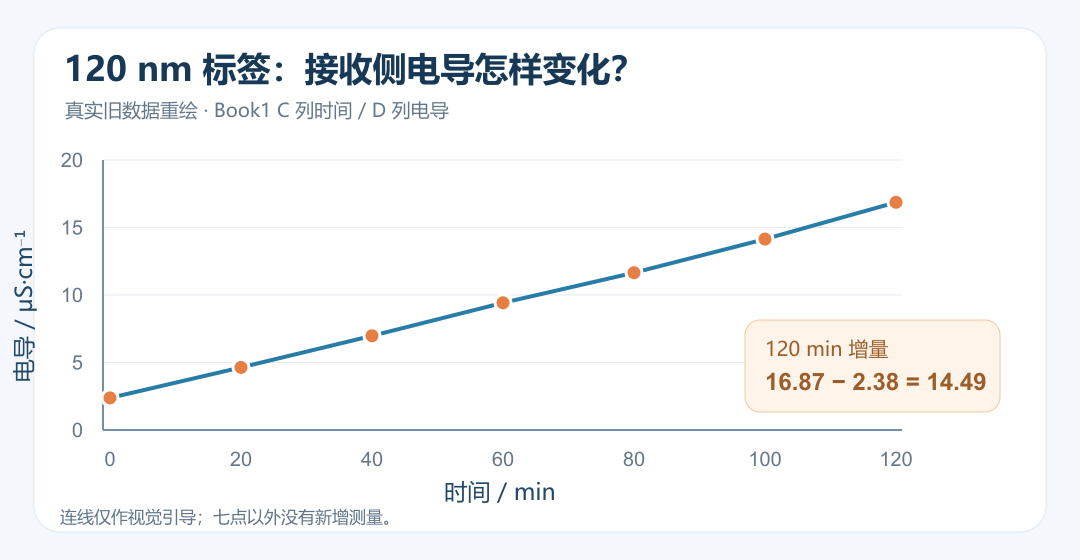 120 nm 标签：接收侧电导怎样变化?
真实旧数据重绘 · Book1 C 列时间 / D 列电导
20
15
10
5
0
电导 / μS·cm⁻¹
120 min 增量
16.87 − 2.38 = 14.49
0 20 40 60 80 100 120
时间 / min
连线仅作视觉引导；七点以外没有新增测量。